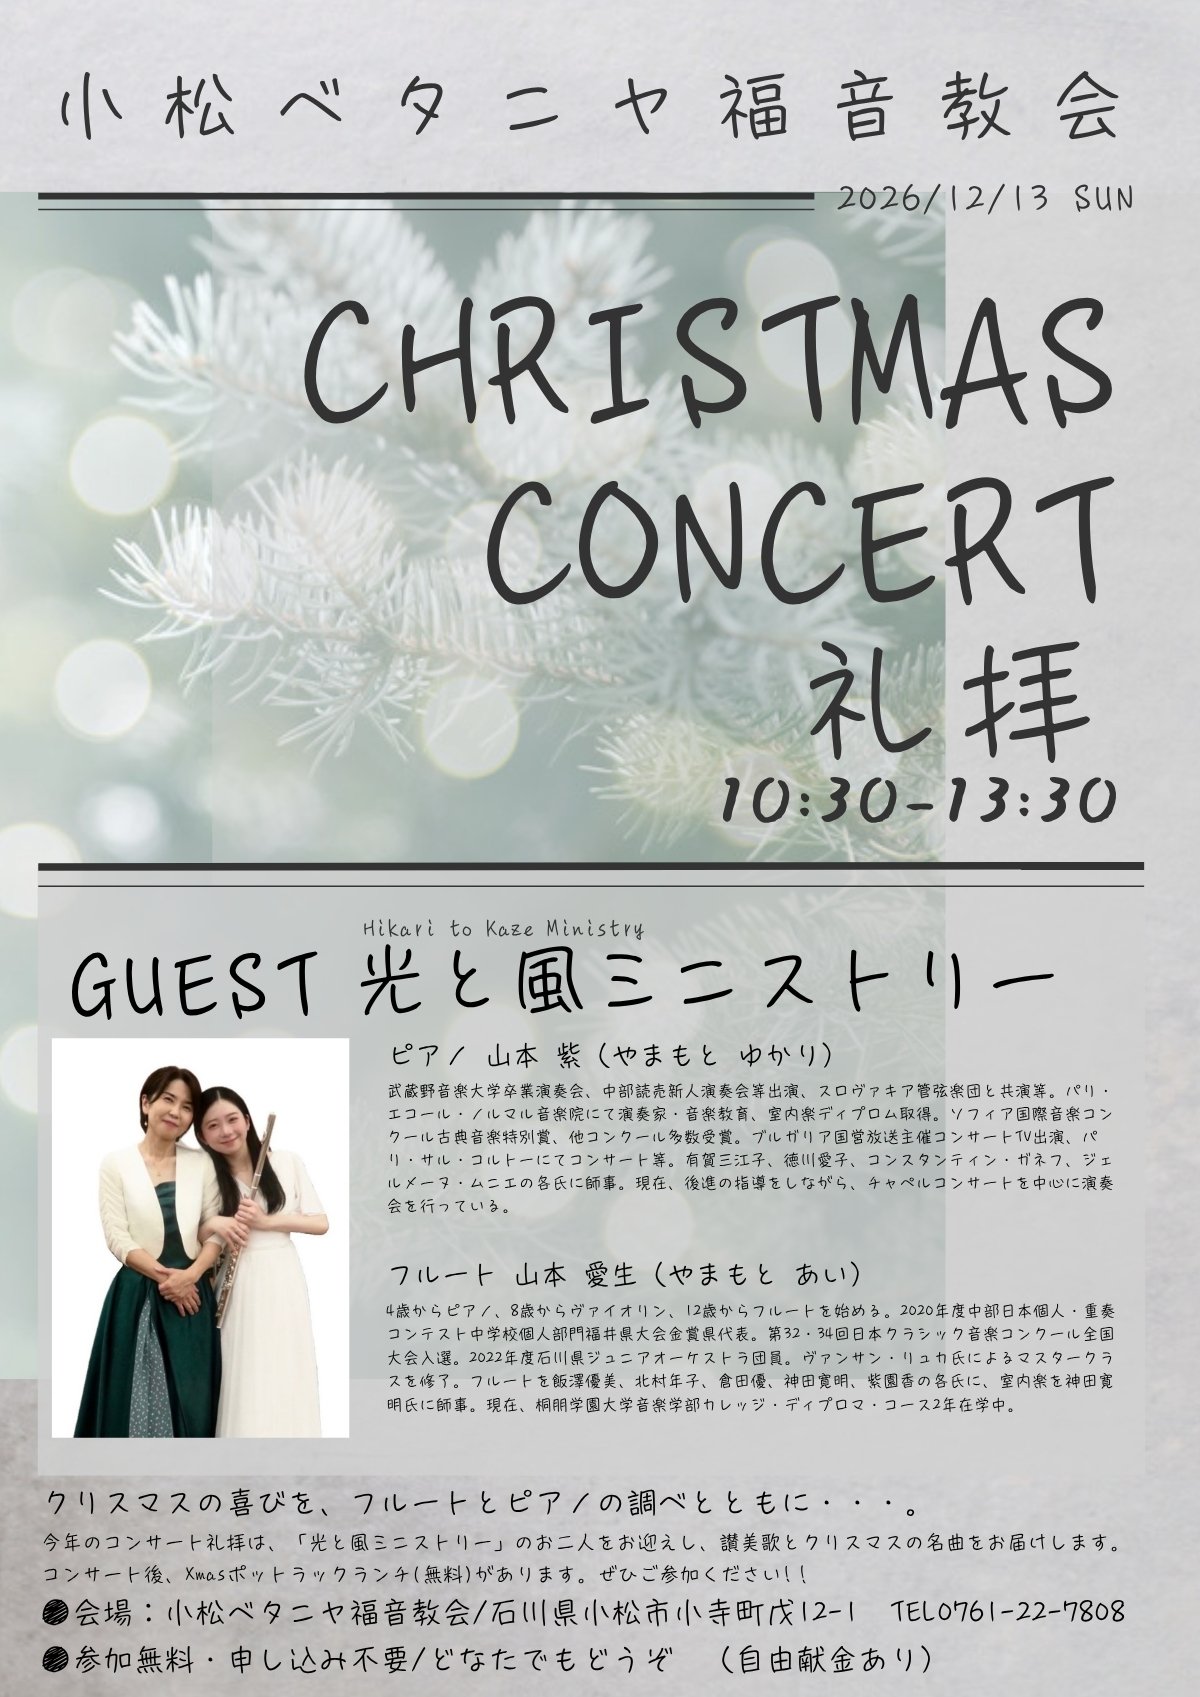 小松ベタニヤ福音教会
2026/12/13 SUN
CHRISTMAS
CONCERT
礼拝
10:30-13:30
Hikari to Kaze Ministry
GUEST 光と風ミニストリー
ピアノ 山本 紫 (やまもと ゆかり)
武蔵野音楽大学卒業演奏会、中部読売新人演奏会等出演、スロヴァキア管弦楽団と共演等。パリ・
エコール・ノルマル音楽院にて演奏家・音楽教育、室内楽ディプロム取得。ソフィア国際音楽コン
クール古典音楽特別賞、他コンクール多数受賞。ブルガリア国営放送主催コンサートTV出演、パ
リ・サル・コルトーにてコンサート等。有賀三江子、徳川愛子、コンスタンティン・ガネフ、ジェ
ルメーヌ・ムニエの各氏に師事。現在、後進の指導をしながら、チャペルコンサートを中心に演奏
会を行っている。
フルート 山本 愛生 (やまもと あい)
4歳からピアノ、8歳からヴァイオリン、12歳からフルートを始める。2020年度中部日本個人・重奏
コンテスト中学校個人部門福井県大会金賞県代表。第32・34回日本クラシック音楽コンクール全国
大会入選。2022年度石川県ジュニアオーケストラ団員。ヴァンサン・リュカ氏によるマスタークラ
スを修了。フルートを飯澤優美、北村年子、倉田優、神田寛明、紫園香の各氏に、室内楽を神田寛
明氏に師事。現在、桐朋学園大学音楽学部カレッジ・ディプロマ・コース2年在学中。
クリスマスの喜びを、フルートとピアノの調べとともに・・・。
今年のコンサート礼拝は、「光と風ミニストリー」のお二人をお迎えし、讃美歌とクリスマスの名曲をお届けします。
コンサート後、Xmasポットラックランチ(無料)があります。ぜひご参加ください!!
●会場：小松ベタニヤ福音教会/石川県小松市小寺町戊12-1 TEL0761-22-7808
●参加無料・申し込み不要/どなたでもどうぞ (自由献金あり)